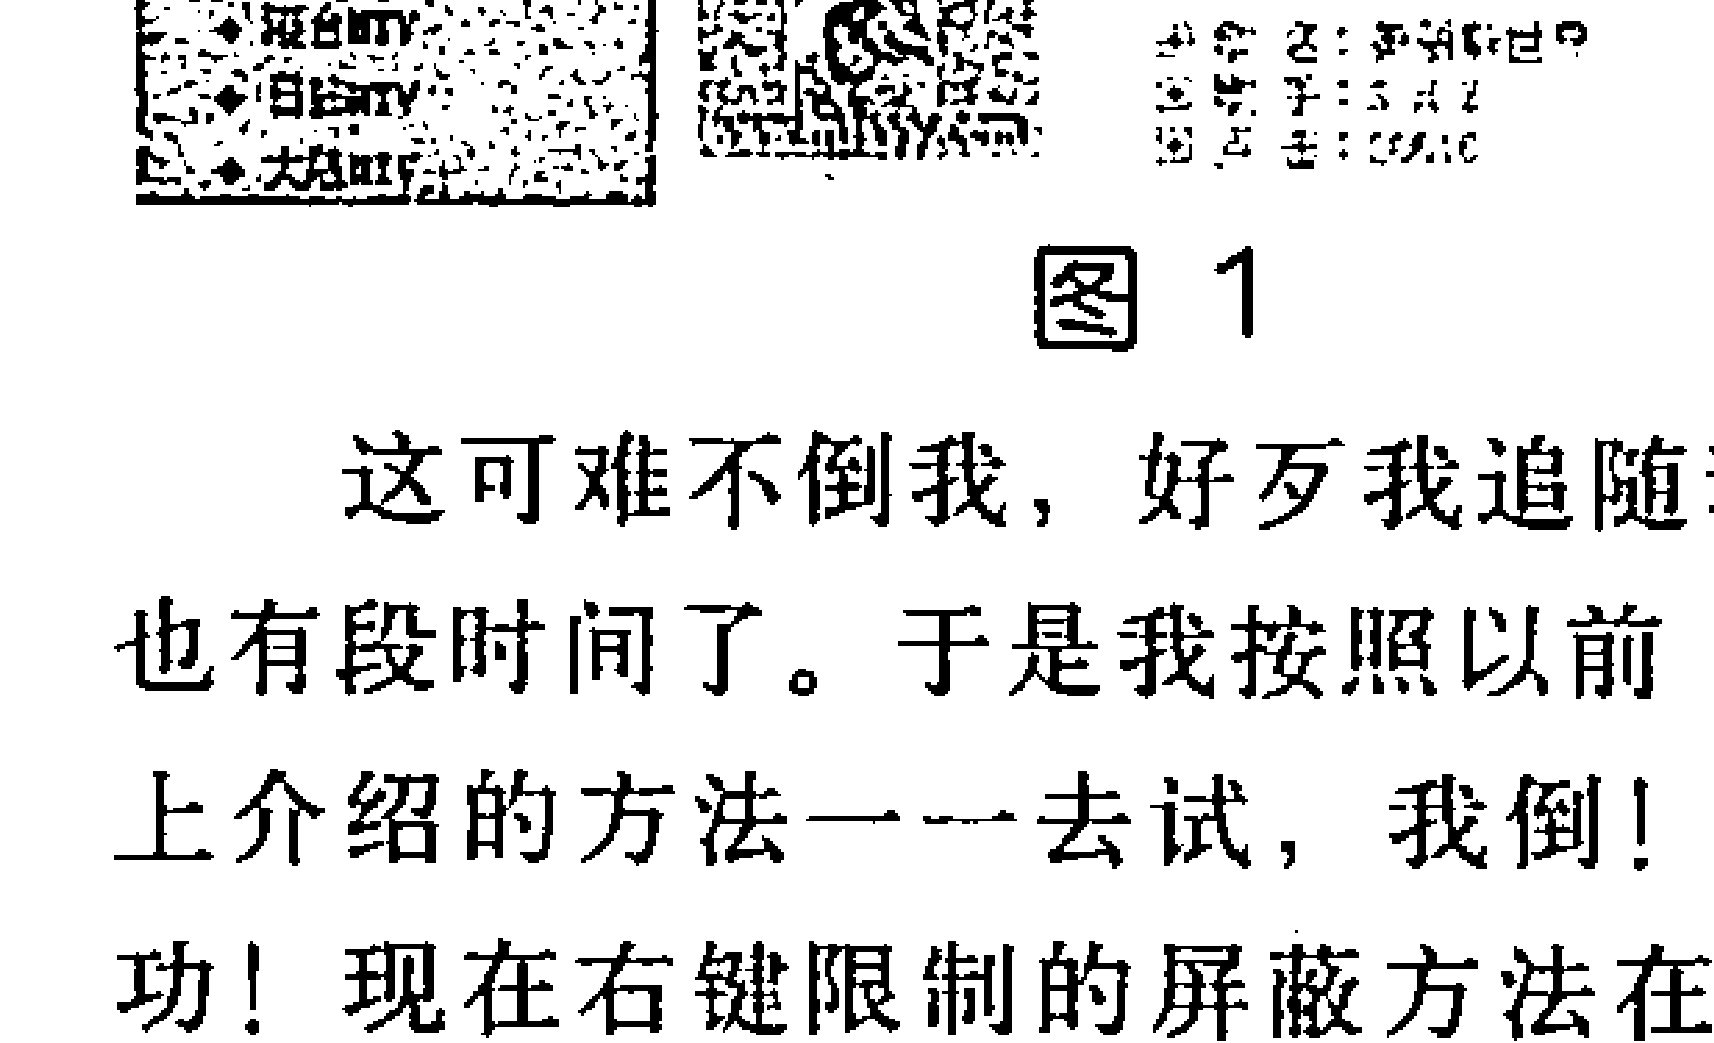 图 1
这可难不倒我，好歹我追随
也有段时间了。于是我按照以前
上介绍的方法一一去试，我倒！
功！现在右键限制的屏蔽方法在